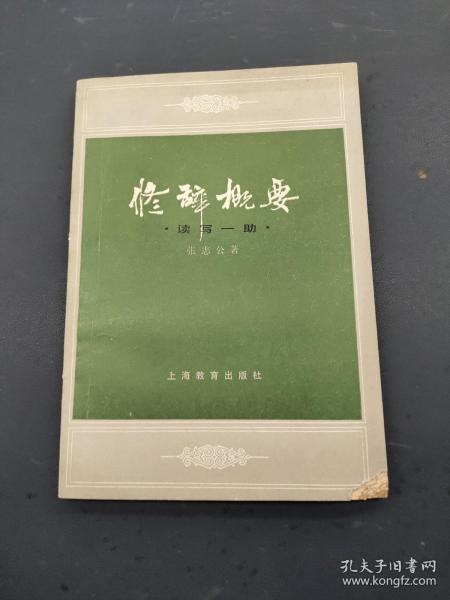 修辞概要
·读写一助·
张志公著
上海教育出版社
孔夫子旧书网
www.kongfz.com